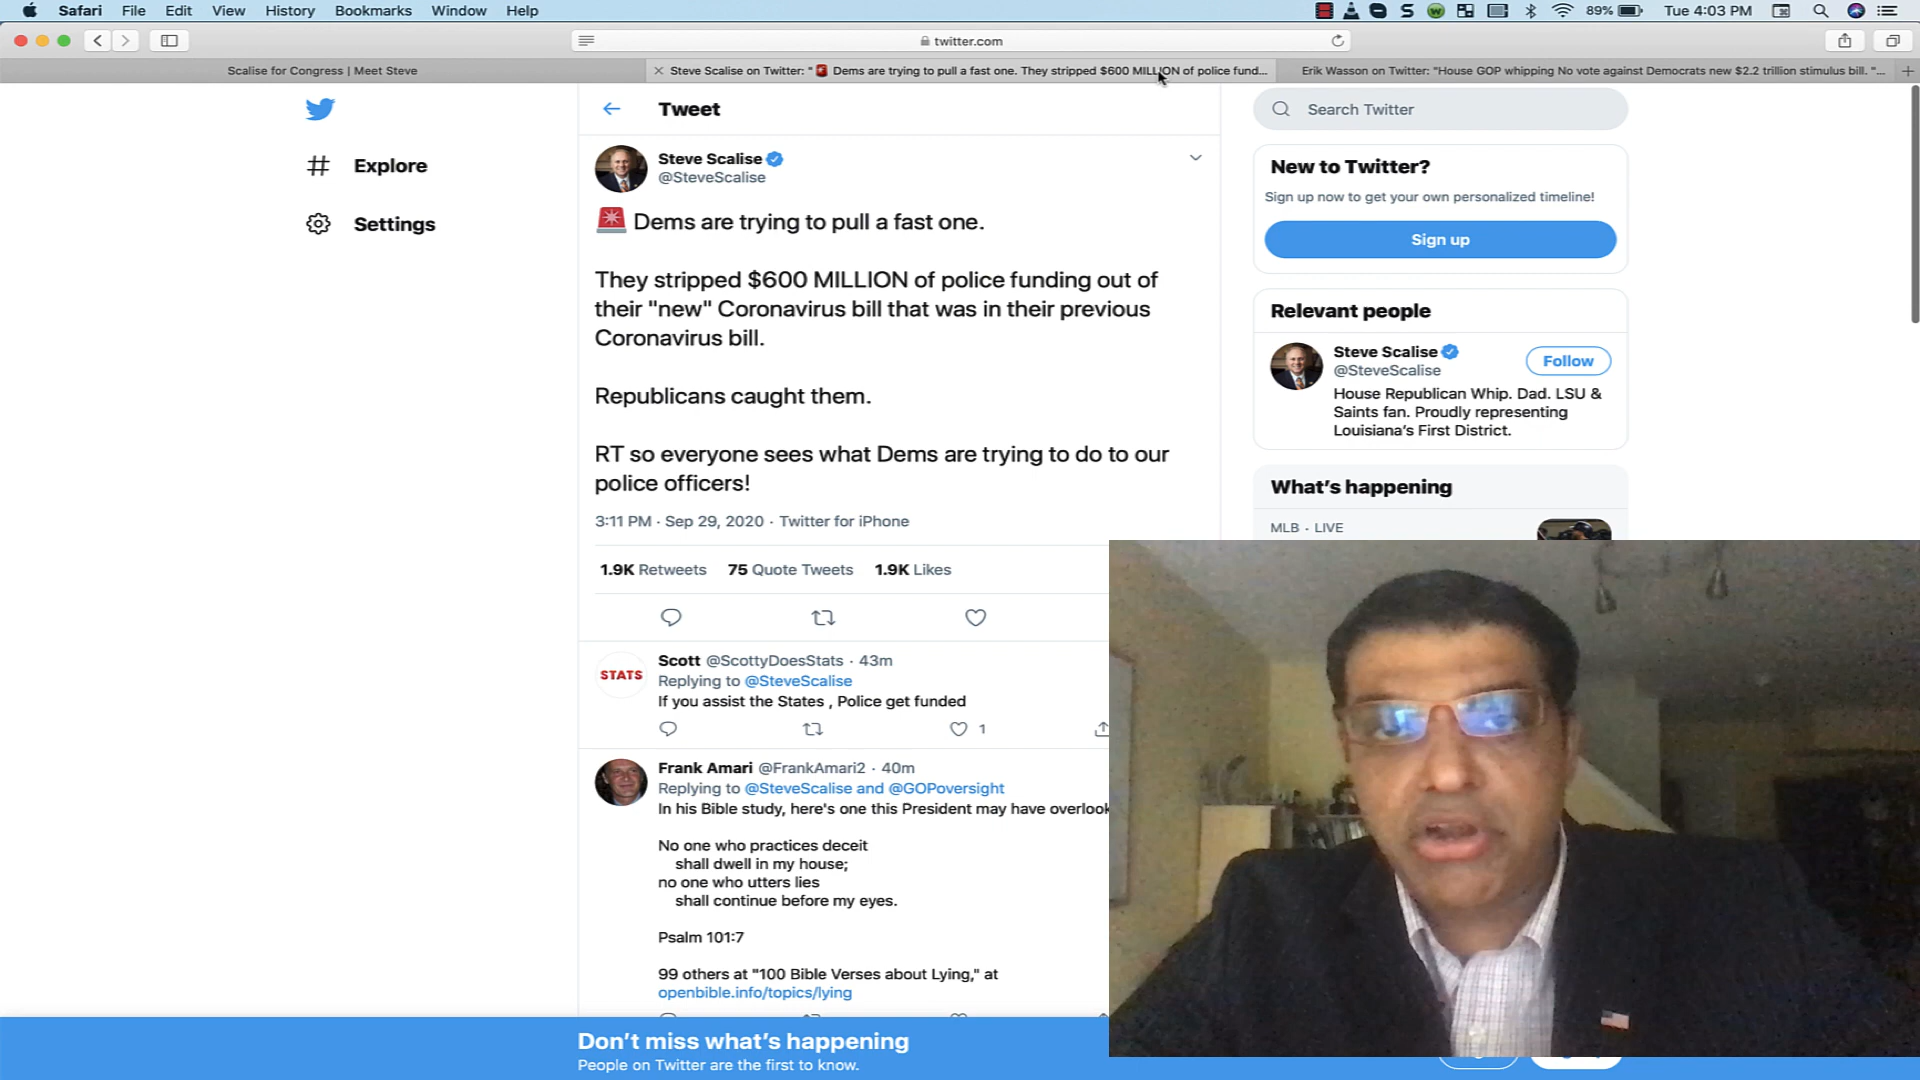 Safari File Edit View History Bookmarks Window Help
89% Tue 4:03 PM
twitter.com
Scalise for Congress | Meet Steve
Steve Scalise on Twitter: "🚨 Dems are trying to pull a fast one. They stripped $600 MILLION of police fund...
Erik Wasson on Twitter: "House GOP whipping No vote against Democrats new $2.2 trillion stimulus bill. "...
Explore
Settings
Tweet
Steve Scalise
@SteveScalise
🚨 Dems are trying to pull a fast one.
They stripped $600 MILLION of police funding out of
their "new" Coronavirus bill that was in their previous
Coronavirus bill.
Republicans caught them.
RT so everyone sees what Dems are trying to do to our
police officers!
3:11 PM · Sep 29, 2020 · Twitter for iPhone
1.9K Retweets 75 Quote Tweets 1.9K Likes
STATS
Scott @ScottyDoesStats · 43m
Replying to @SteveScalise
If you assist the States , Police get funded
1
Frank Amari @FrankAmari2 · 40m
Replying to @SteveScalise and @GOPoversight
In his Bible study, here's one this President may have overlook
No one who practices deceit
shall dwell in my house;
no one who utters lies
shall continue before my eyes.
Psalm 101:7
99 others at "100 Bible Verses about Lying," at
openbible.info/topics/lying
Search Twitter
New to Twitter?
Sign up now to get your own personalized timeline!
Sign up
Relevant people
Steve Scalise
@SteveScalise
Follow
House Republican Whip. Dad. LSU &
Saints fan. Proudly representing
Louisiana's First District.
What's happening
MLB · LIVE
Don't miss what's happening
People on Twitter are the first to know.